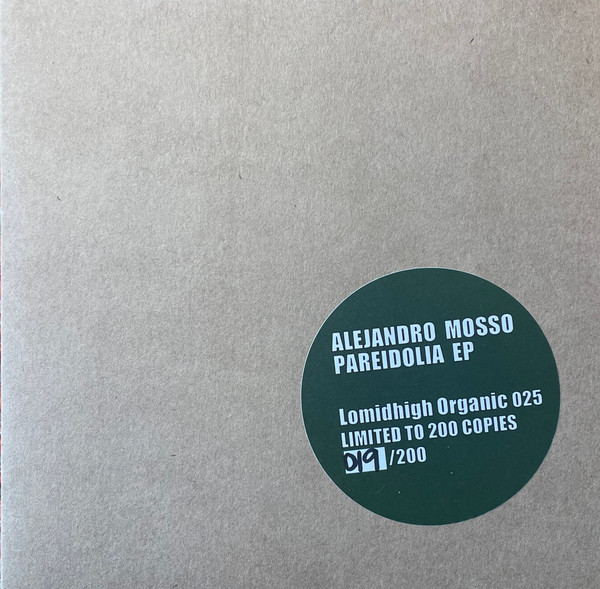 ALEJANDRO MOSSO
PAREIDOLIA EP
Lomidhigh Organic 025
LIMITED TO 200 COPIES
019/200